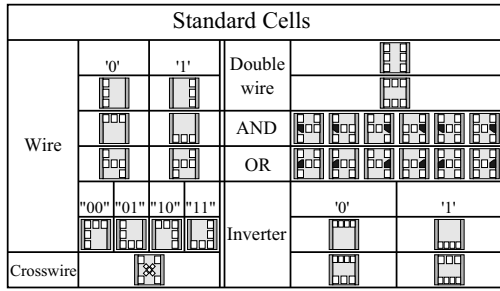 Standard Cells
'0' '1' Double
wire
Wire AND
OR
"00" "01" "10" "11" Inverter '0' '1'
Crosswire